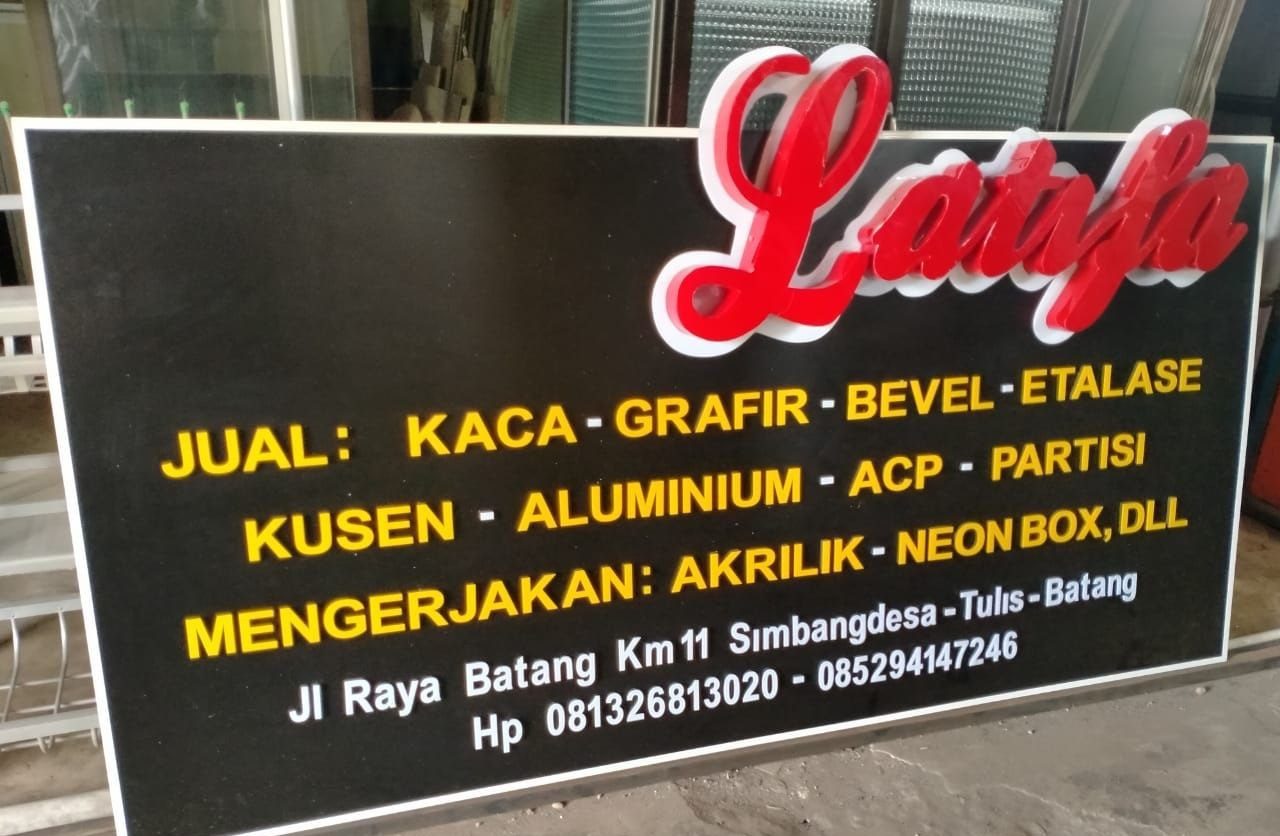 Latifa
JUAL: KACA - GRAFIR - BEVEL - ETALASE
KUSEN - ALUMINIUM - ACP - PARTISI
MENGERJAKAN: AKRILIK - NEON BOX, DLL
Jl Raya Batang Km 11 Simbangdesa - Tulis - Batang
Hp 081326813020 - 085294147246